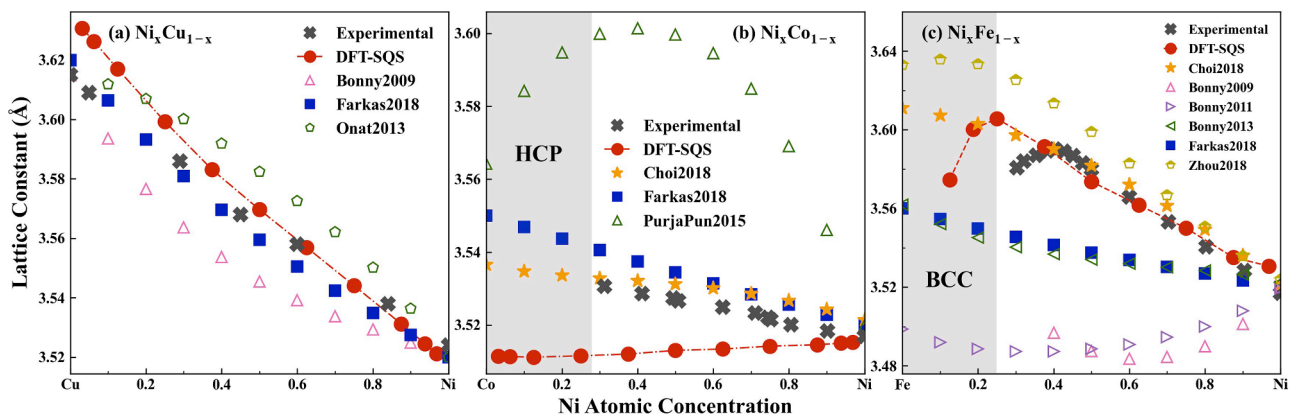 (a) NiₓCu₁₋ₓ
Experimental
DFT-SQS
Bonny2009
Farkas2018
Onat2013
3.62
3.60
3.58
3.56
3.54
3.52
Cu
0.2
0.4
0.6
0.8
Ni
Lattice Constant (Å)
(b) NiₓCo₁₋ₓ
HCP
Experimental
DFT-SQS
Choi2018
Farkas2018
PurjaPun2015
3.60
3.58
3.56
3.54
3.52
Co
0.2
0.4
0.6
0.8
Ni
(c) NiₓFe₁₋ₓ
Experimental
DFT-SQS
Choi2018
Bonny2009
Bonny2011
Bonny2013
Farkas2018
Zhou2018
BCC
3.64
3.60
3.56
3.52
3.48
Fe
0.2
0.4
0.6
0.8
Ni
Ni Atomic Concentration